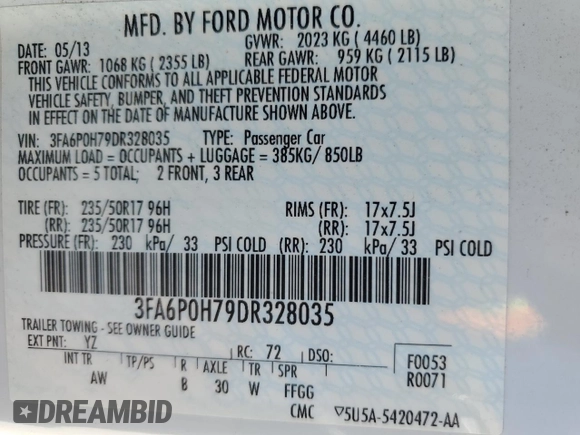 MFD. BY FORD MOTOR CO.
DATE: 05/13 GVWR: 2023 KG ( 4460 LB)
FRONT GAWR: 1068 KG ( 2355 LB) REAR GAWR: 959 KG ( 2115 LB)
THIS VEHICLE CONFORMS TO ALL APPLICABLE FEDERAL MOTOR
VEHICLE SAFETY, BUMPER, AND THEFT PREVENTION STANDARDS
IN EFFECT ON THE DATE OF MANUFACTURE SHOWN ABOVE.
VIN: 3FA6P0H79DR328035 TYPE: Passenger Car
MAXIMUM LOAD = OCCUPANTS + LUGGAGE = 385KG/ 850LB
OCCUPANTS = 5 TOTAL; 2 FRONT, 3 REAR
TIRE (FR): 235/50R17 96H RIMS (FR): 17x7.5J
(RR): 235/50R17 96H (RR): 17x7.5J
PRESSURE (FR): 230 kPa/ 33 PSI COLD (RR): 230 kPa/ 33 PSI COLD
3FA6P0H79DR328035
TRAILER TOWING - SEE OWNER GUIDE
EXT PNT: YZ RC: 72 DSO: F0053
INT TR TP/PS R AXLE TR SPR R0071
AW B 30 W FFGG
CMC ▽5U5A-5420472-AA
DREAMBID